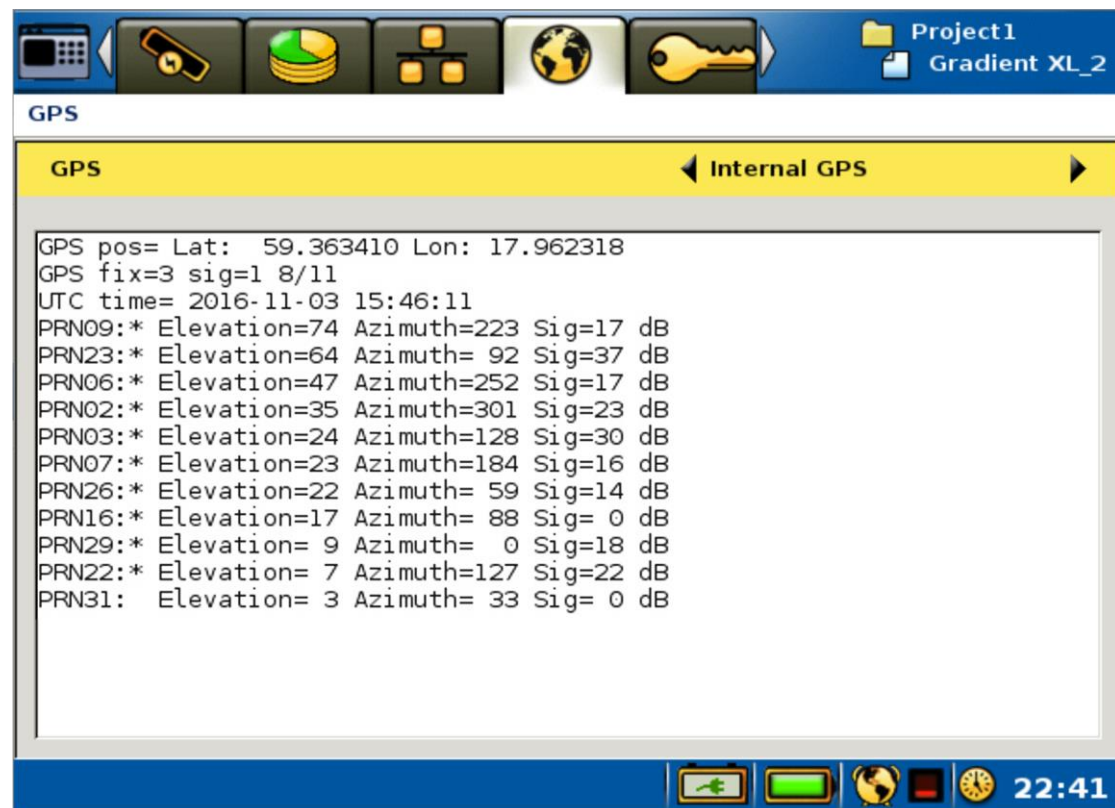 Project1
Gradient XL_2
GPS
GPS Internal GPS
GPS pos= Lat:  59.363410 Lon: 17.962318
GPS fix=3 sig=1 8/11
UTC time= 2016-11-03 15:46:11
PRN09:* Elevation=74 Azimuth=223 Sig=17 dB
PRN23:* Elevation=64 Azimuth= 92 Sig=37 dB
PRN06:* Elevation=47 Azimuth=252 Sig=17 dB
PRN02:* Elevation=35 Azimuth=301 Sig=23 dB
PRN03:* Elevation=24 Azimuth=128 Sig=30 dB
PRN07:* Elevation=23 Azimuth=184 Sig=16 dB
PRN26:* Elevation=22 Azimuth= 59 Sig=14 dB
PRN16:* Elevation=17 Azimuth= 88 Sig= 0 dB
PRN29:* Elevation= 9 Azimuth=  0 Sig=18 dB
PRN22:* Elevation= 7 Azimuth=127 Sig=22 dB
PRN31:  Elevation= 3 Azimuth= 33 Sig= 0 dB
22:41